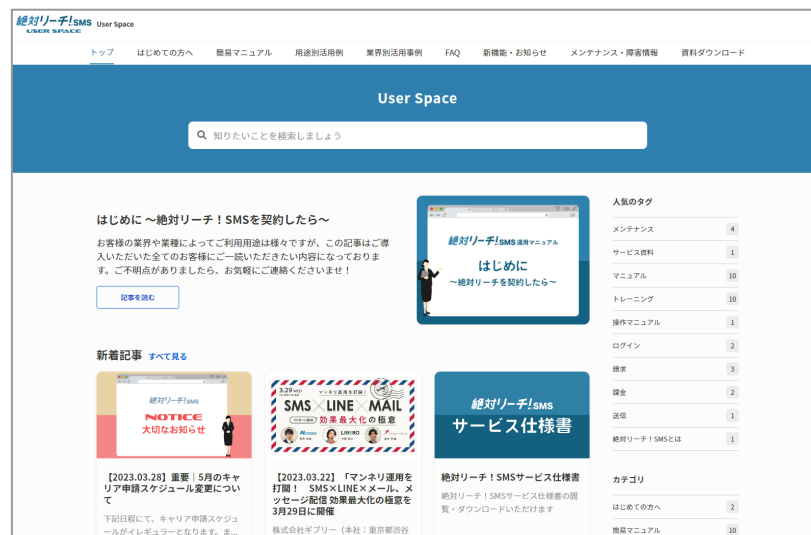 絶対リーチ!SMS User Space
USER SPACE
トップ はじめての方へ 簡易マニュアル 用途別活用例 業界別活用事例 FAQ 新機能・お知らせ メンテナンス・障害情報 資料ダウンロード
User Space
知りたいことを検索しましょう
はじめに 〜絶対リーチ！SMSを契約したら〜
お客様の業界や業種によってご利用用途は様々ですが、この記事はご導
入いただいた全てのお客様にご一読いただきたい内容になっておりま
す。ご不明点がありましたら、お気軽にご連絡くださいませ！
記事を読む
絶対リーチ!SMS 運用マニュアル
はじめに
〜絶対リーチを契約したら〜
新着記事 すべて見る
絶対リーチ!SMS
NOTICE
大切なお知らせ
【2023.03.28】重要｜5月のキャ
リア申請スケジュール変更につい
て
下記日程にて、キャリア申請スケジュ
ールがイレギュラーとなります。ま...
3.29 WED
マンネリ運用を打開！
SMS×LINE×MAIL
効果最大化の極意
LIBERO
【2023.03.22】「マンネリ運用を
打開！ SMS×LINE×メール、メ
ッセージ配信 効果最大化の極意を
3月29日に開催
株式会社ギブリー（本社：東京都渋谷
絶対リーチ!SMS
サービス仕様書
絶対リーチ！SMSサービス仕様書
絶対リーチ！SMSサービス仕様書の閲
覧・ダウンロードいただけます
人気のタグ
メンテナンス 4
サービス資料 1
マニュアル 10
トレーニング 10
操作マニュアル 1
ログイン 2
請求 3
課金 2
送信 1
絶対リーチ！SMSとは 1
カテゴリ
はじめての方へ 2
簡易マニュアル 10